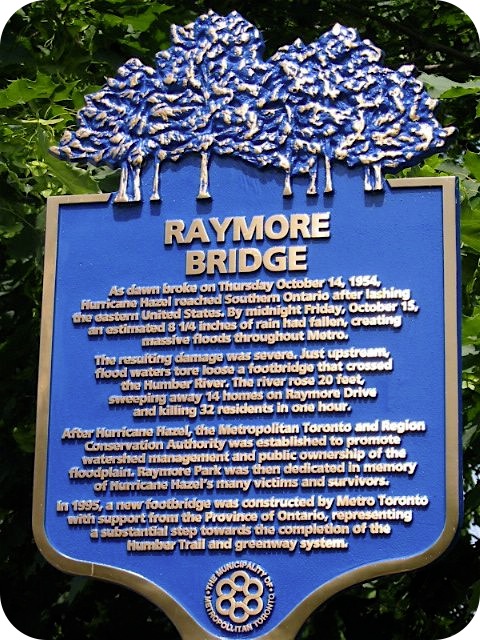 RAYMORE
BRIDGE
As dawn broke on Thursday October 14, 1954,
Hurricane Hazel reached Southern Ontario after lashing
the eastern United States. By midnight Friday, October 15,
an estimated 8 1/4 inches of rain had fallen, creating
massive floods throughout Metro.
The resulting damage was severe. Just upstream,
flood waters tore loose a footbridge that crossed
the Humber River. The river rose 20 feet,
sweeping away 14 homes on Raymore Drive
and killing 32 residents in one hour.
After Hurricane Hazel, the Metropolitan Toronto and Region
Conservation Authority was established to promote
watershed management and public ownership of the
floodplain. Raymore Park was then dedicated in memory
of Hurricane Hazel's many victims and survivors.
In 1995, a new footbridge was constructed by Metro Toronto
with support from the Province of Ontario, representing
a substantial step towards the completion of the
Humber Trail and greenway system.
• THE MUNICIPALITY OF •
METROPOLITAN TORONTO